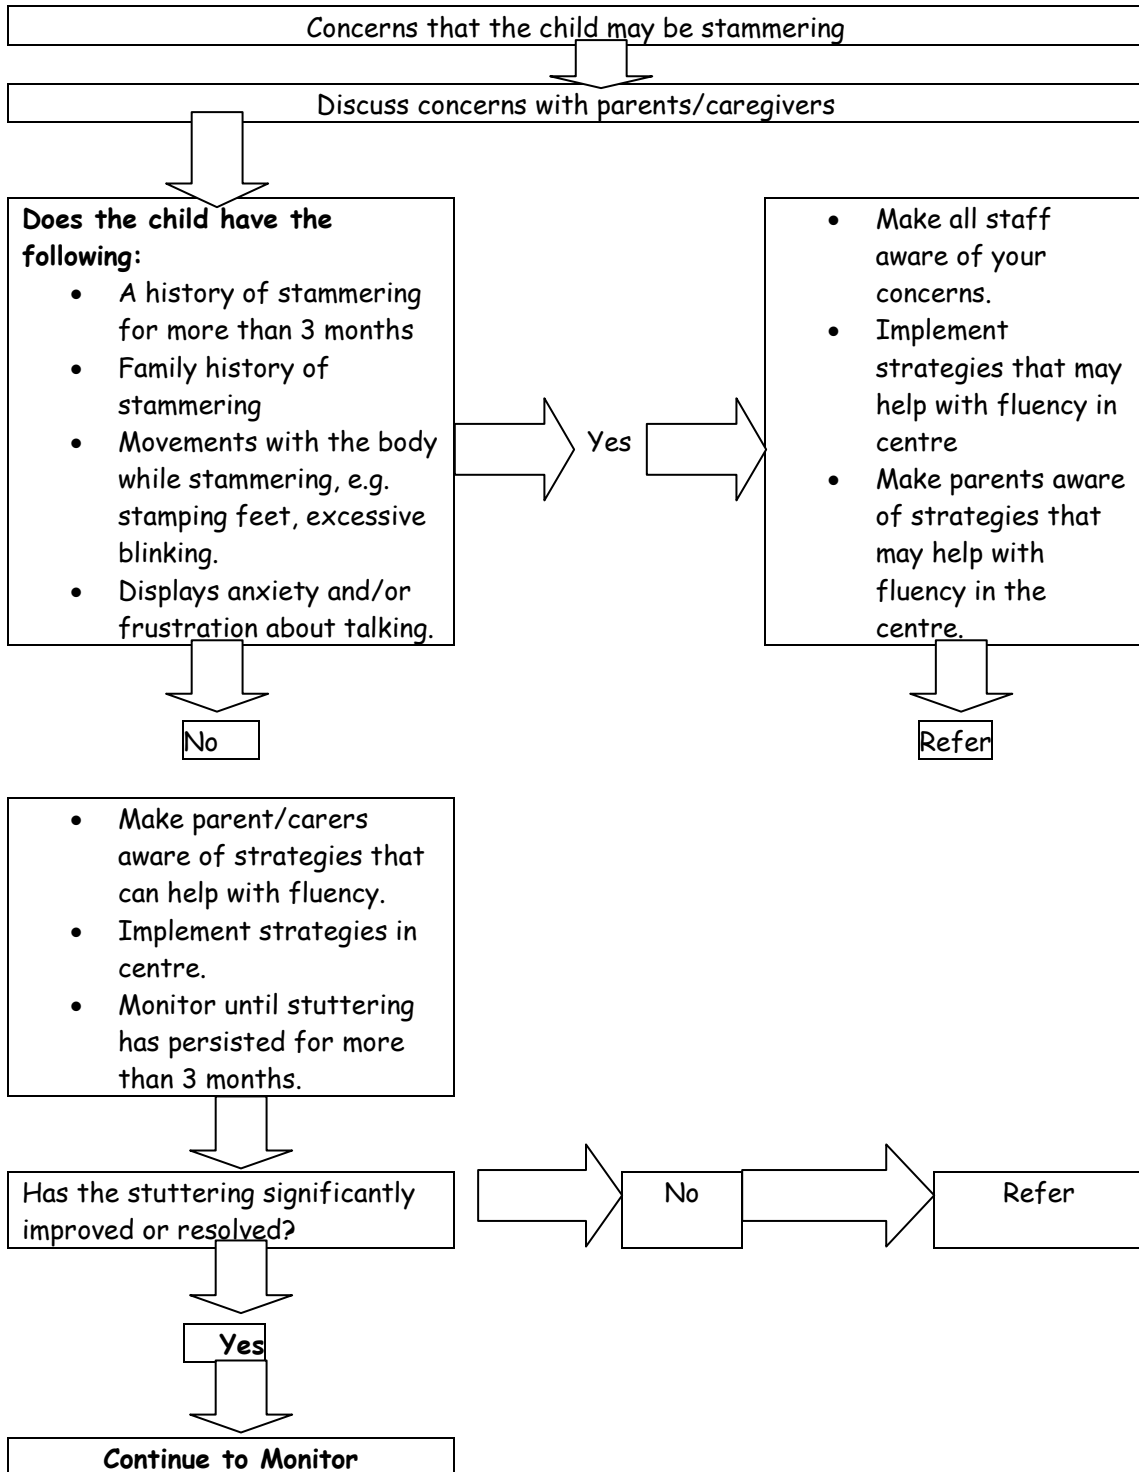 Concerns that the child may be stammering
Discuss concerns with parents/caregivers
Does the child have the
following:
• A history of stammering
for more than 3 months
• Family history of
stammering
• Movements with the body
while stammering, e.g.
stamping feet, excessive
blinking.
• Displays anxiety and/or
frustration about talking.
Yes
• Make all staff
aware of your
concerns.
• Implement
strategies that may
help with fluency in
centre
• Make parents aware
of strategies that
may help with
fluency in the
centre.
No
Refer
• Make parent/carers
aware of strategies that
can help with fluency.
• Implement strategies in
centre.
• Monitor until stuttering
has persisted for more
than 3 months.
Has the stuttering significantly
improved or resolved?
No
Refer
Yes
Continue to Monitor